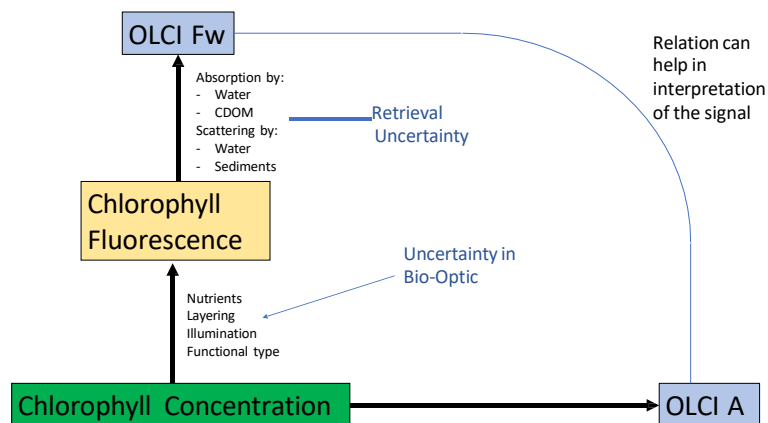 OLCI Fw
Relation can
help in
interpretation
of the signal
Absorption by:
- Water
- CDOM
Scattering by:
- Water
- Sediments
Retrieval
Uncertainty
Chlorophyll
Fluorescence
Uncertainty in
Bio-Optic
Nutrients
Layering
Illumination
Functional type
Chlorophyll Concentration
OLCI A